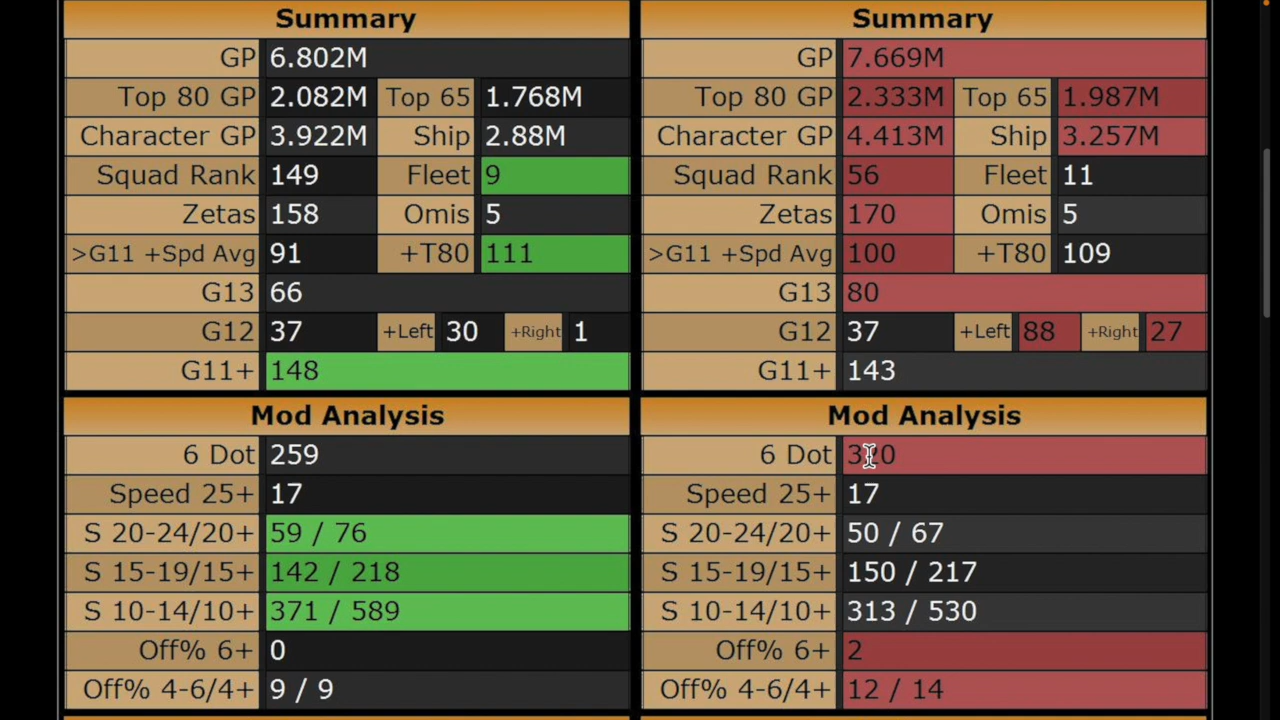 Summary
GP 6.802M
Top 80 GP 2.082M Top 65 1.768M
Character GP 3.922M Ship 2.88M
Squad Rank 149 Fleet 9
Zetas 158 Omis 5
>G11 +Spd Avg 91 +T80 111
G13 66
G12 37 +Left 30 +Right 1
G11+ 148
Mod Analysis
6 Dot 259
Speed 25+ 17
S 20-24/20+ 59 / 76
S 15-19/15+ 142 / 218
S 10-14/10+ 371 / 589
Off% 6+ 0
Off% 4-6/4+ 9 / 9
Summary
GP 7.669M
Top 80 GP 2.333M Top 65 1.987M
Character GP 4.413M Ship 3.257M
Squad Rank 56 Fleet 11
Zetas 170 Omis 5
>G11 +Spd Avg 100 +T80 109
G13 80
G12 37 +Left 88 +Right 27
G11+ 143
Mod Analysis
6 Dot
Speed 25+ 17
S 20-24/20+ 50 / 67
S 15-19/15+ 150 / 217
S 10-14/10+ 313 / 530
Off% 6+ 2
Off% 4-6/4+ 12 / 14